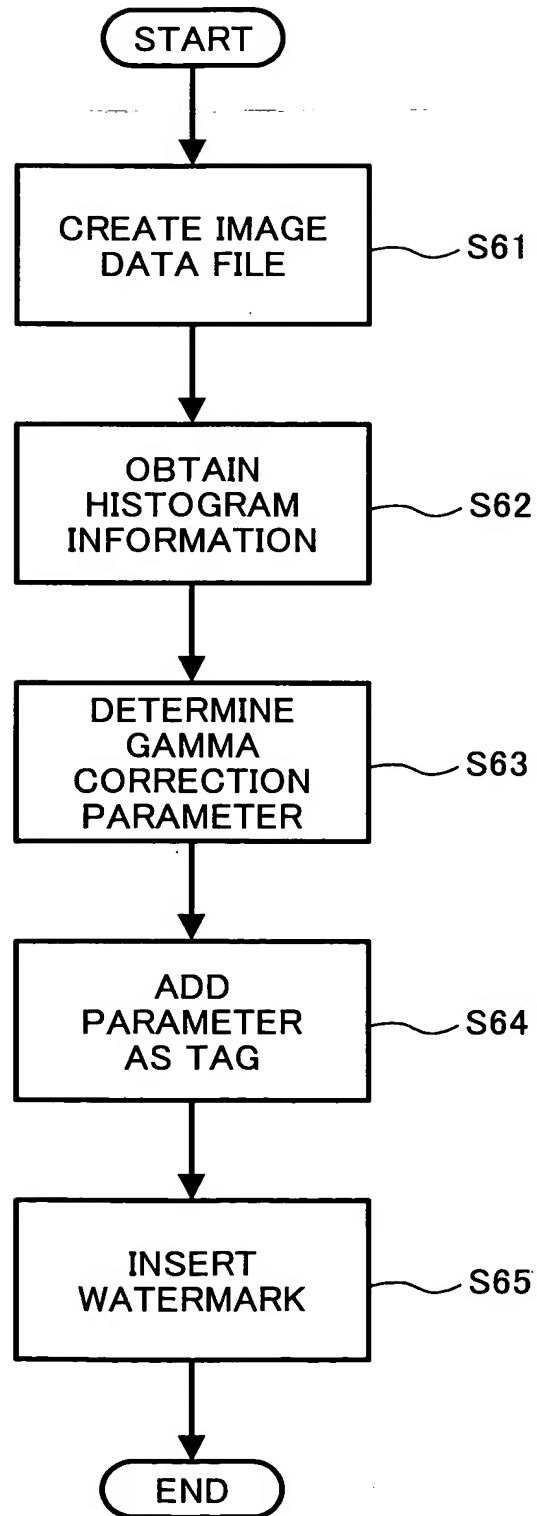 START
CREATE IMAGE
DATA FILE
S61
OBTAIN
HISTOGRAM
INFORMATION
S62
DETERMINE
GAMMA
CORRECTION
PARAMETER
S63
ADD
PARAMETER
AS TAG
S64
INSERT
WATERMARK
S65
END